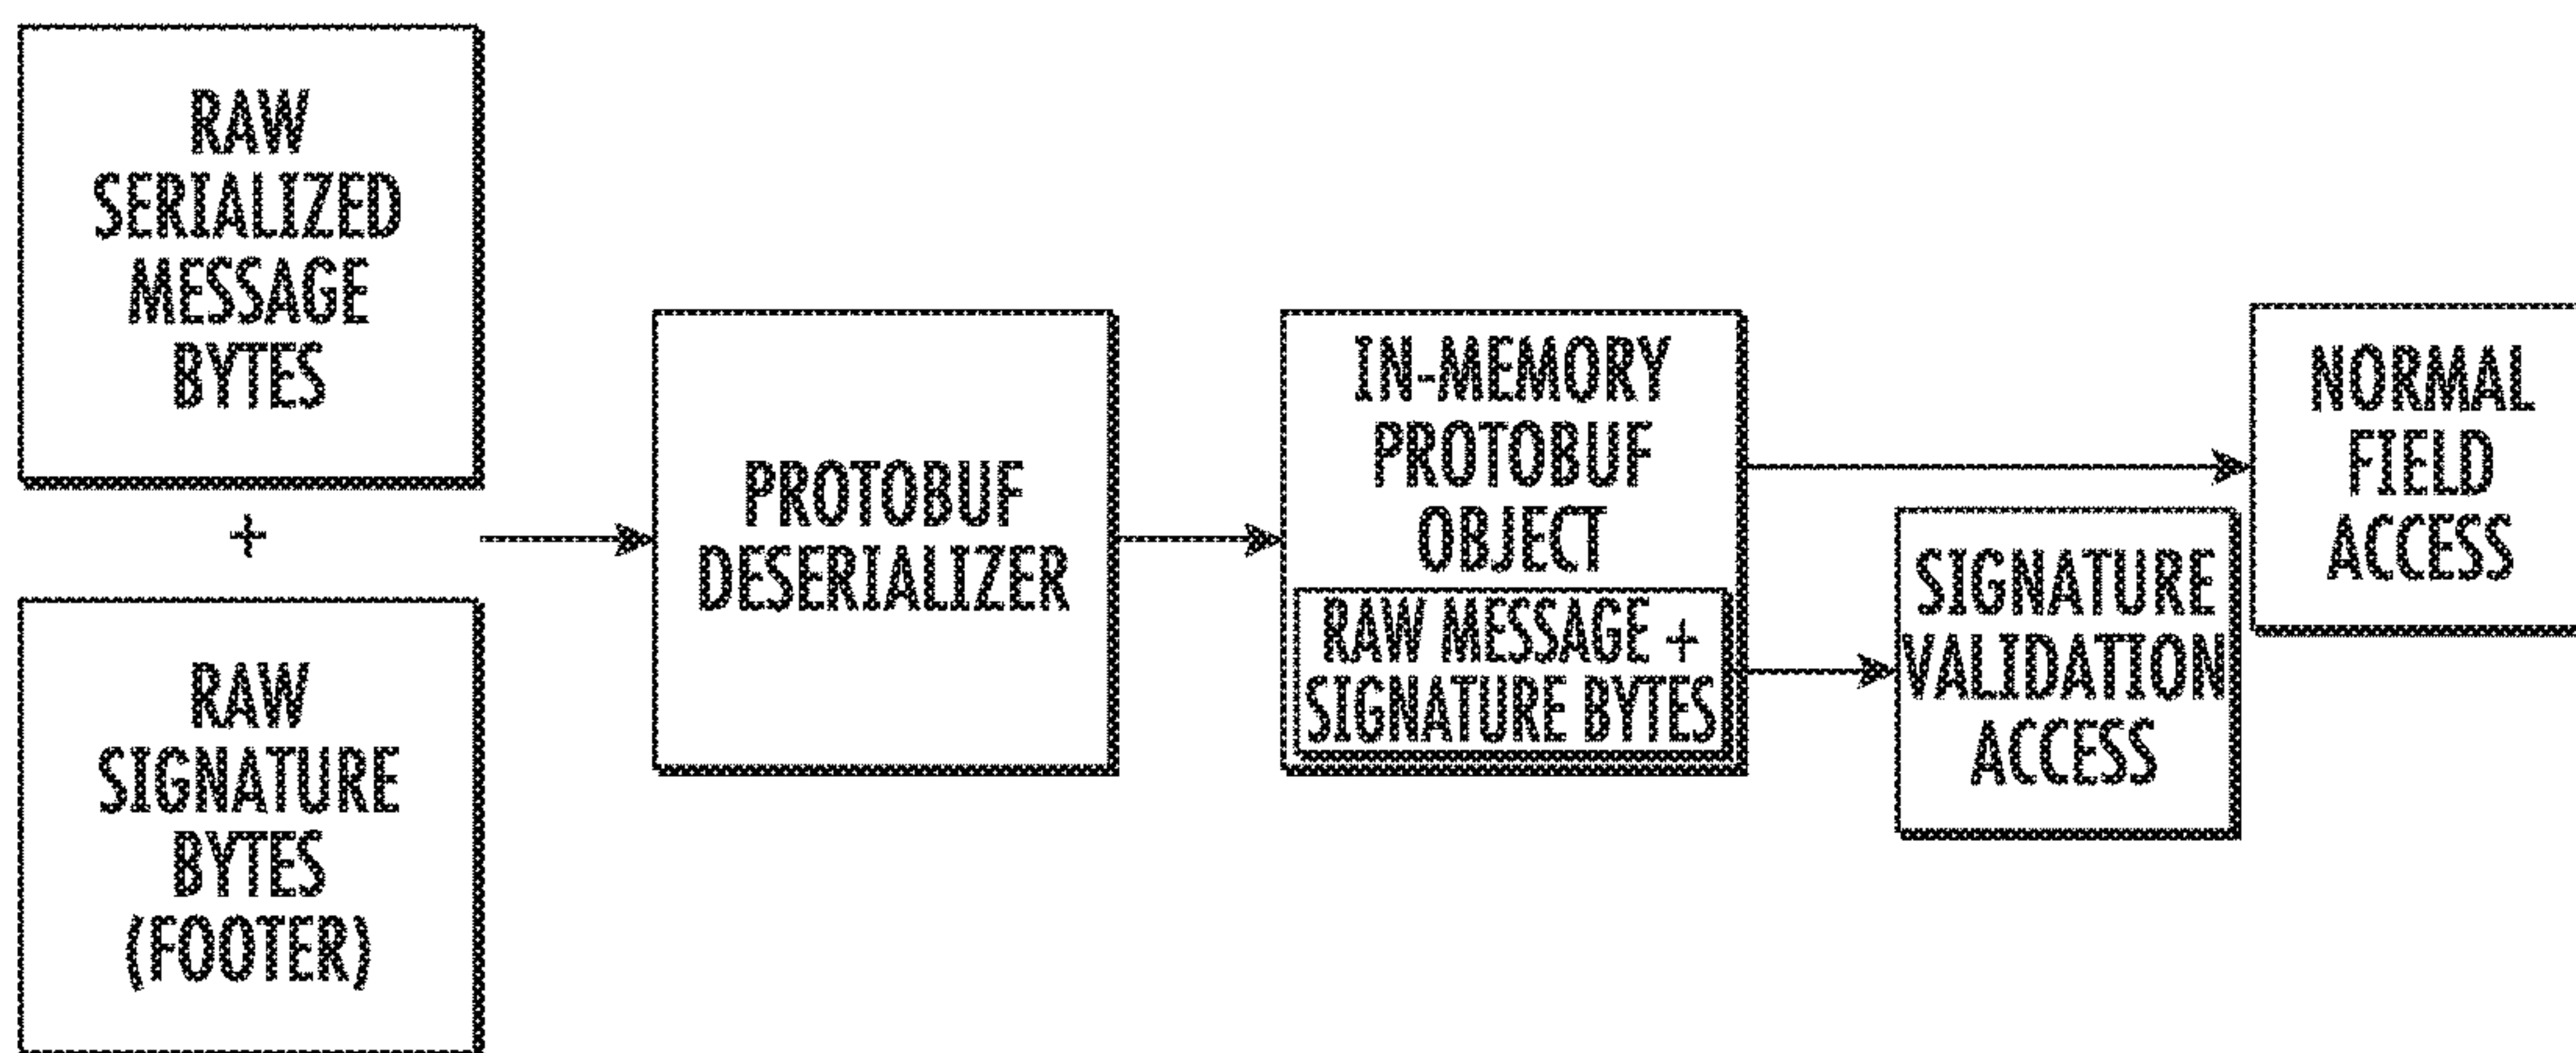 RAW
SERIALIZED
MESSAGE
BYTES
+
RAW
SIGNATURE
BYTES
(FOOTER)
PROTOBUF
DESERIALIZER
IN-MEMORY
PROTOBUF
OBJECT
RAW MESSAGE +
SIGNATURE BYTES
NORMAL
FIELD
ACCESS
SIGNATURE
VALIDATION
ACCESS